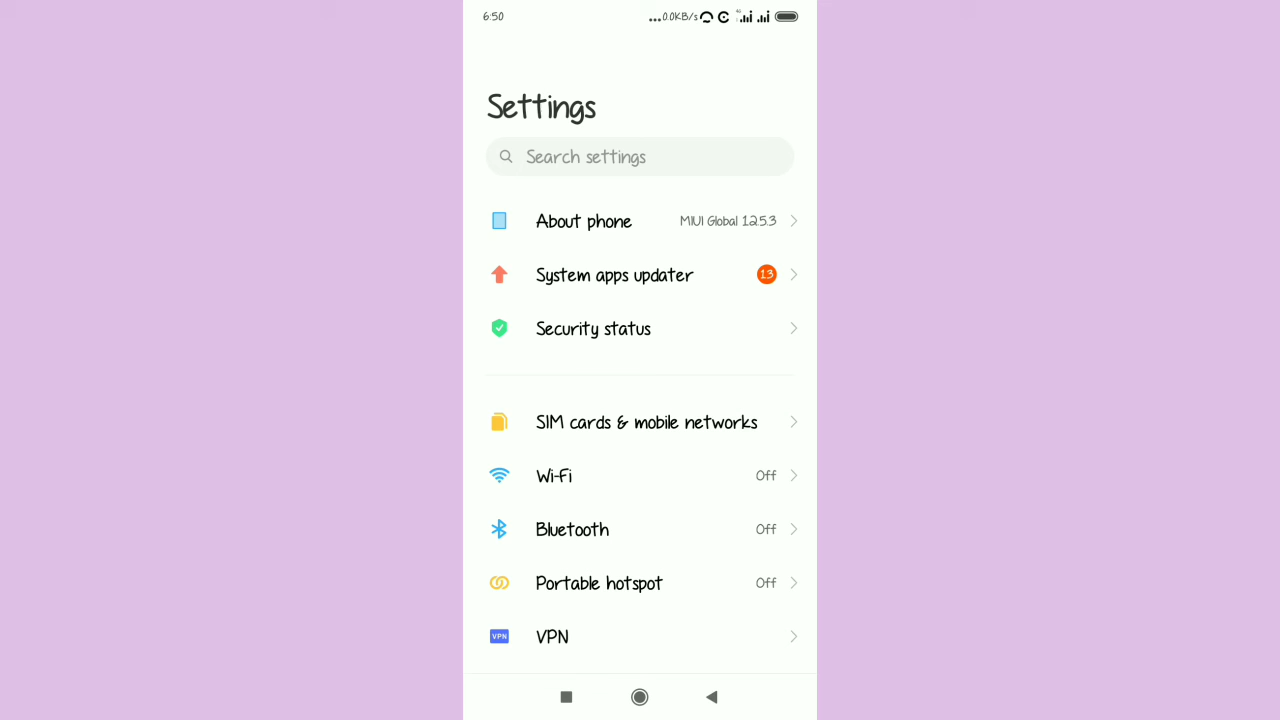 6:50 ...0.0KB/s
Settings
Search settings
About phone MIUI Global 12.5.3
System apps updater 13
Security status
SIM cards & mobile networks
Wi-Fi Off
Bluetooth Off
Portable hotspot Off
VPN VPN